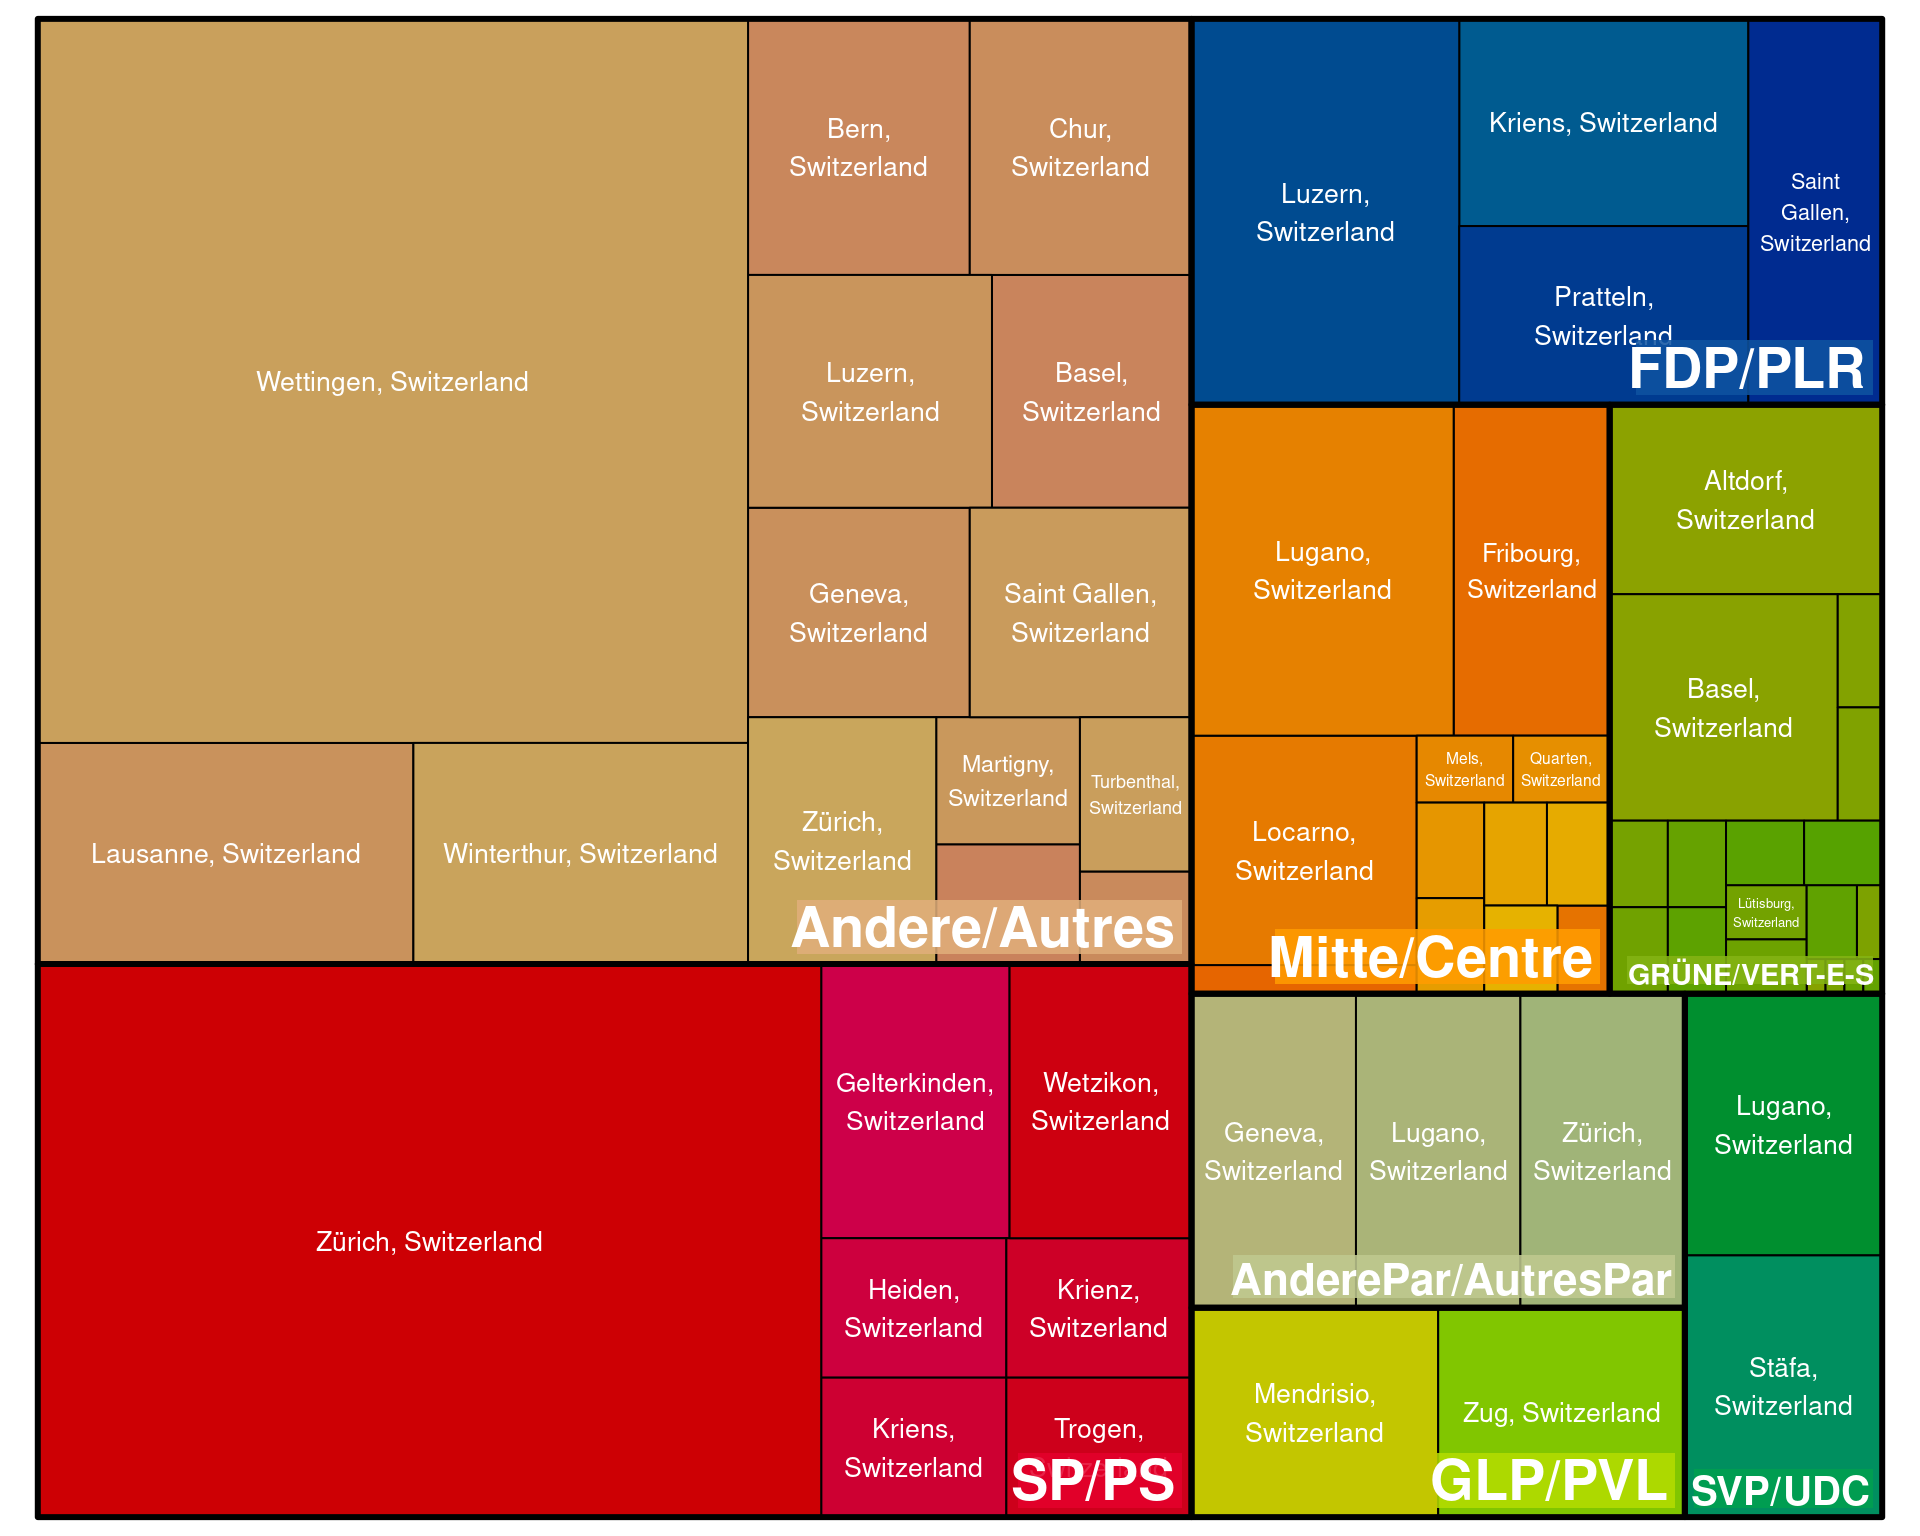 Wettingen, Switzerland
Bern,
Switzerland
Chur,
Switzerland
Luzern,
Switzerland
Basel,
Switzerland
Geneva,
Switzerland
Saint Gallen,
Switzerland
Lausanne, Switzerland
Winterthur, Switzerland
Zürich,
Switzerland
Martigny,
Switzerland
Turbenthal,
Switzerland
Andere/Autres
Zürich, Switzerland
Gelterkinden,
Switzerland
Wetzikon,
Switzerland
Heiden,
Switzerland
Krienz,
Switzerland
Kriens,
Switzerland
Trogen,
SP/PS
Luzern,
Switzerland
Kriens, Switzerland
Pratteln,
Switzerland
Saint
Gallen,
Switzerland
FDP/PLR
Lugano,
Switzerland
Fribourg,
Switzerland
Locarno,
Switzerland
Mels,
Switzerland
Quarten,
Switzerland
Mitte/Centre
Altdorf,
Switzerland
Basel,
Switzerland
Lütisburg,
Switzerland
GRÜNE/VERT-E-S
Geneva,
Switzerland
Lugano,
Switzerland
Zürich,
Switzerland
AnderePar/AutresPar
Mendrisio,
Switzerland
Zug, Switzerland
GLP/PVL
Lugano,
Switzerland
Stäfa,
Switzerland
SVP/UDC